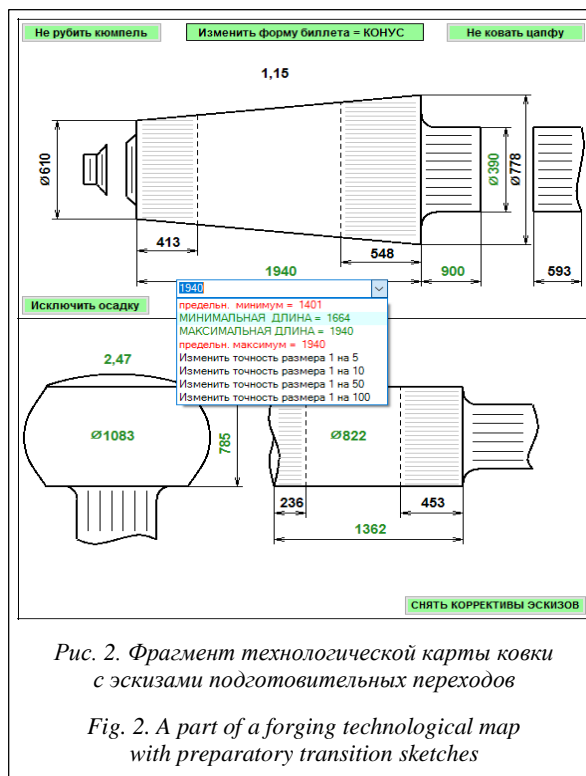 Не рубить кюмпель
Изменить форму биллета = КОНУС
Не ковать цапфу
1,15
Ø610
Ø390
Ø778
413
548
593
1940
900
1940
Исключить осадку
предельн. минимум = 1401
МИНИМАЛЬНАЯ ДЛИНА = 1664
МАКСИМАЛЬНАЯ ДЛИНА = 1940
предельн. максимум = 1940
Изменить точность размера 1 на 5
Изменить точность размера 1 на 10
Изменить точность размера 1 на 50
Изменить точность размера 1 на 100
2,47
Ø1083
785
Ø822
236
453
1362
СНЯТЬ КОРРЕКТИВЫ ЭСКИЗОВ
Рис. 2. Фрагмент технологической карты ковки
с эскизами подготовительных переходов
Fig. 2. A part of a forging technological map
with preparatory transition sketches